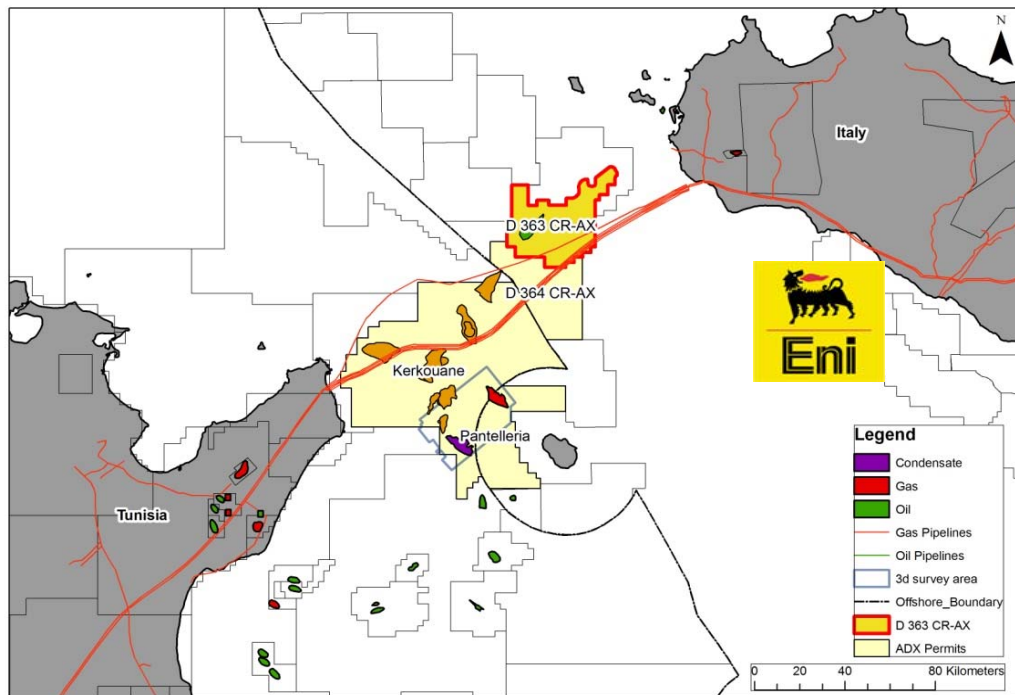 N
Italy
D 363 CR-AX
D 364 CR-AX
Eni
Kerkouane
Pantelleria
Tunisia
Legend
Condensate
Gas
Oil
Gas Pipelines
Oil Pipelines
3d survey area
Offshore_Boundary
D 363 CR-AX
ADX Permits
0 20 40 80 Kilometers